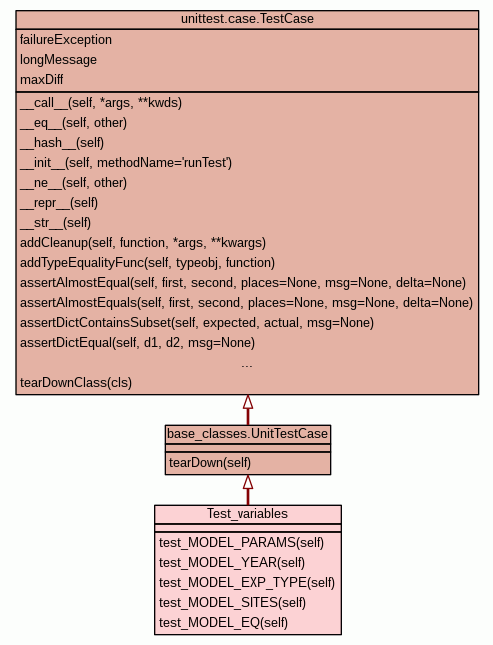 unittest.case.TestCase
failureException
longMessage
maxDiff
__call__(self, *args, **kwds)
__eq__(self, other)
__hash__(self)
__init__(self, methodName='runTest')
__ne__(self, other)
__repr__(self)
__str__(self)
addCleanup(self, function, *args, **kwargs)
addTypeEqualityFunc(self, typeobj, function)
assertAlmostEqual(self, first, second, places=None, msg=None, delta=None)
assertAlmostEquals(self, first, second, places=None, msg=None, delta=None)
assertDictContainsSubset(self, expected, actual, msg=None)
assertDictEqual(self, d1, d2, msg=None)
...
tearDownClass(cls)
base_classes.UnitTestCase
tearDown(self)
Test_variables
test_MODEL_PARAMS(self)
test_MODEL_YEAR(self)
test_MODEL_EXP_TYPE(self)
test_MODEL_SITES(self)
test_MODEL_EQ(self)